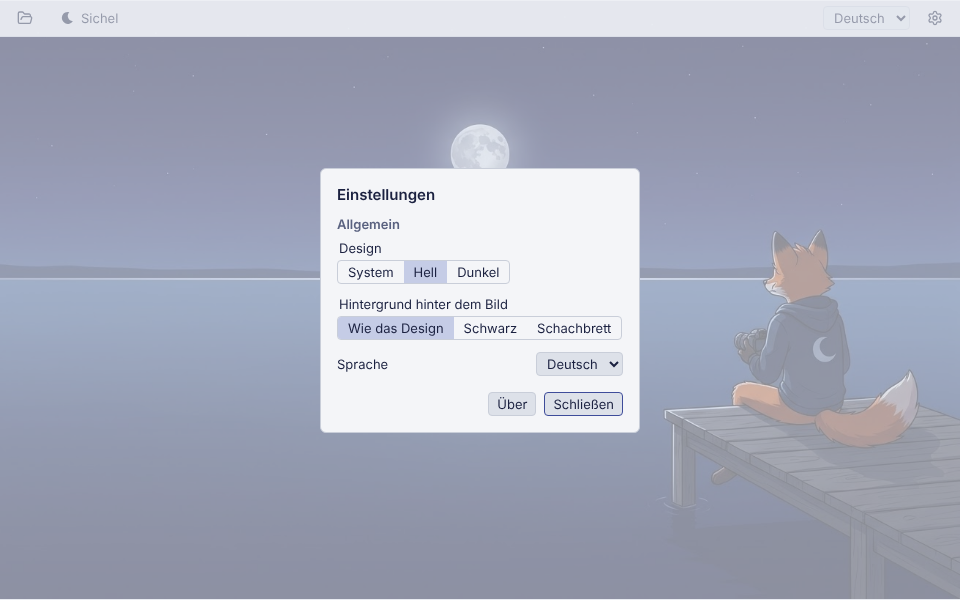 Sichel
Deutsch
Einstellungen
Allgemein
Design
System Hell Dunkel
Hintergrund hinter dem Bild
Wie das Design Schwarz Schachbrett
Sprache Deutsch
Über Schließen